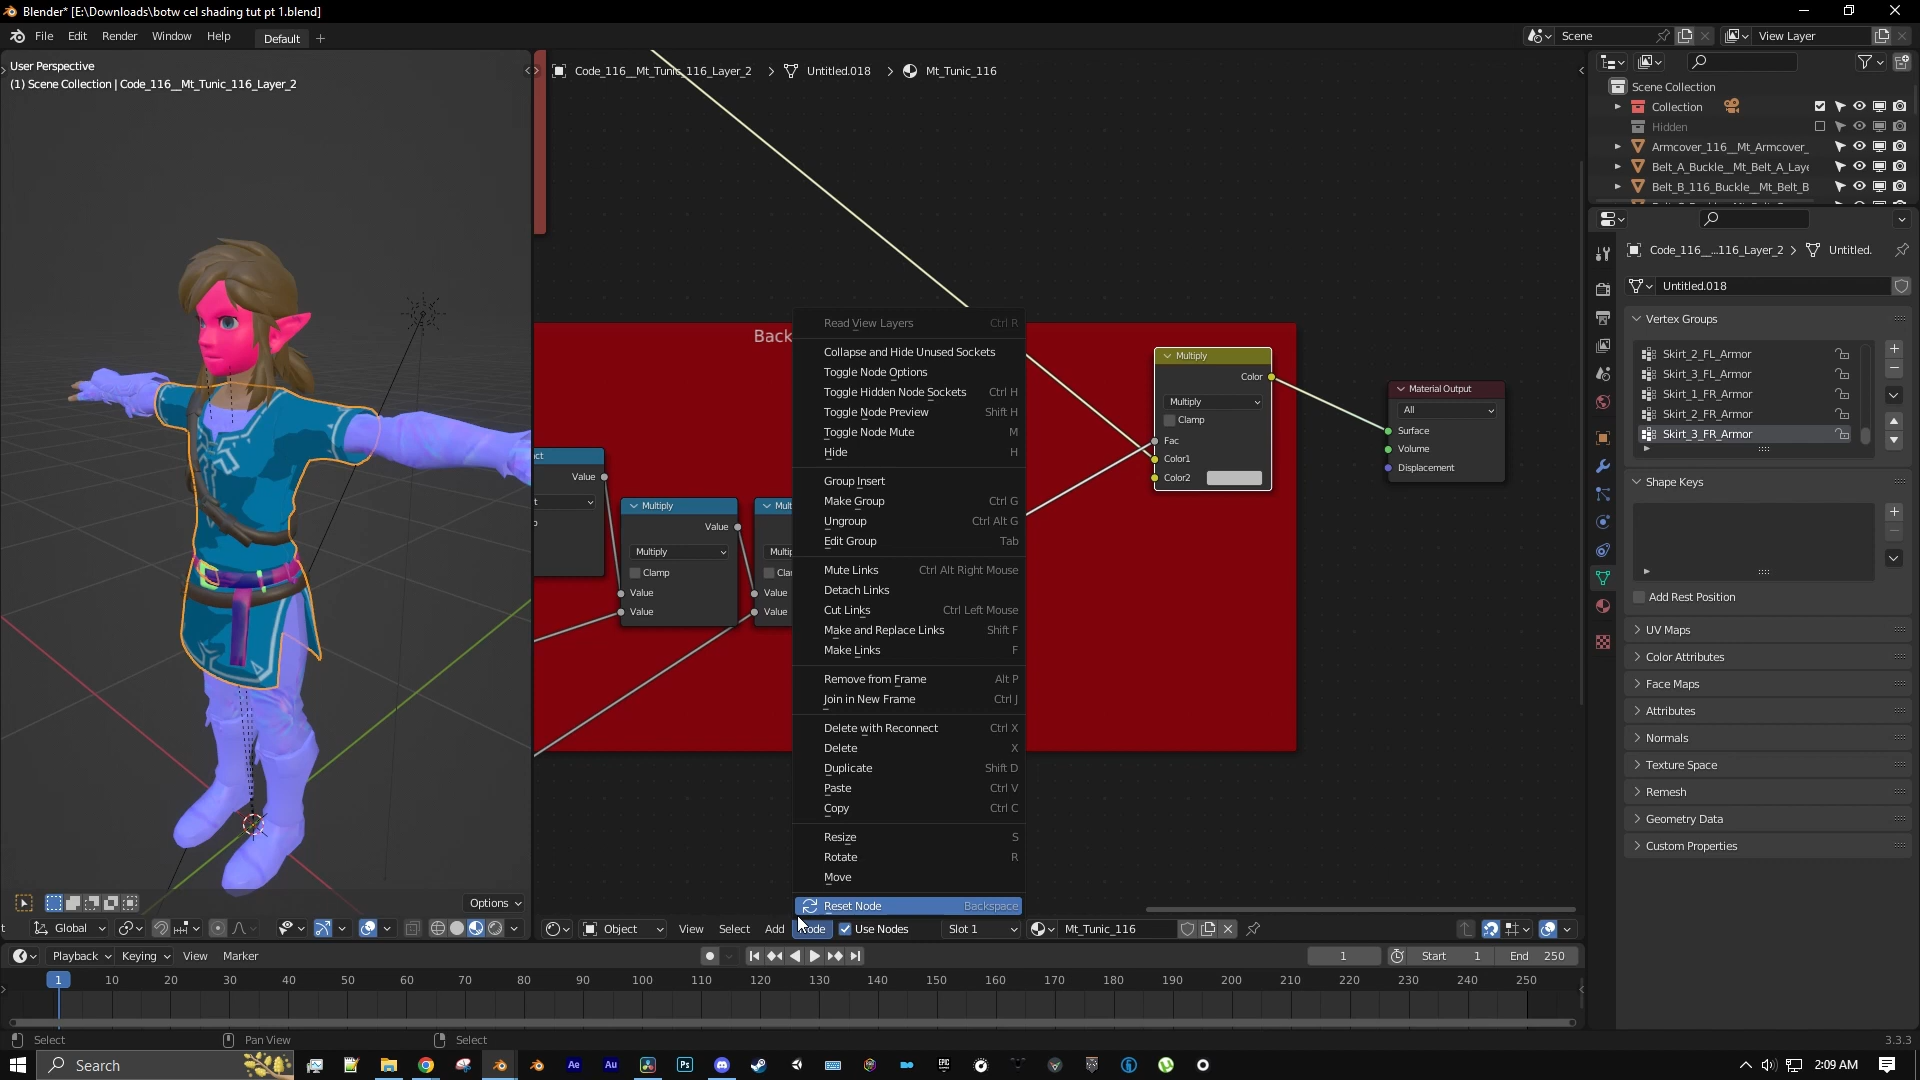 Blender* [E:\Downloads\botw cel shading tut pt 1.blend]
File Edit Render Window Help Default
Scene View Layer
User Perspective
(1) Scene Collection | Code_116__Mt_Tunic_116_Layer_2
Code_116__Mt_Tunic_116_Layer_2 Untitled.018 Mt_Tunic_116
Scene Collection
Collection
Hidden
Armcover_116__Mt_Armcover_
Belt_A_Buckle__Mt_Belt_A_Laye
Belt_B_116_Buckle__Mt_Belt_B
Code_116__...116_Layer_2 Untitled.
Untitled.018
Vertex Groups
Skirt_2_FL_Armor
Skirt_3_FL_Armor
Skirt_1_FR_Armor
Skirt_2_FR_Armor
Skirt_3_FR_Armor
Shape Keys
Add Rest Position
UV Maps
Color Attributes
Face Maps
Attributes
Normals
Texture Space
Remesh
Geometry Data
Custom Properties
Back
Read View Layers Ctrl R
Collapse and Hide Unused Sockets
Toggle Node Options
Toggle Hidden Node Sockets Ctrl H
Toggle Node Preview Shift H
Toggle Node Mute M
Hide H
Group Insert
Make Group Ctrl G
Ungroup Ctrl Alt G
Edit Group Tab
Mute Links Ctrl Alt Right Mouse
Detach Links
Cut Links Ctrl Left Mouse
Make and Replace Links Shift F
Make Links F
Remove from Frame Alt P
Join in New Frame Ctrl J
Delete with Reconnect Ctrl X
Delete X
Duplicate Shift D
Paste Ctrl V
Copy Ctrl C
Resize S
Rotate R
Move
Reset Node Backspace
Multiply
Color
Multiply
Clamp
Fac
Color1
Color2
Material Output
All
Surface
Volume
Displacement
ct
Value
t
Multiply
Value
Multiply
Clamp
Value
Value
Mult
Multip
Clar
Value
Value
Options
Global
Object View Select Add ode Use Nodes Slot 1 Mt_Tunic_116
Playback Keying View Marker
1 Start 1 End 250
1 10 20 30 40 50 60 70 80 90 100 110 120 130 140 150 160 170 180 190 200 210 220 230 240 250
Select Pan View Select 3.3.3
Search
Ae Au Ps
EPIC
2:09 AM